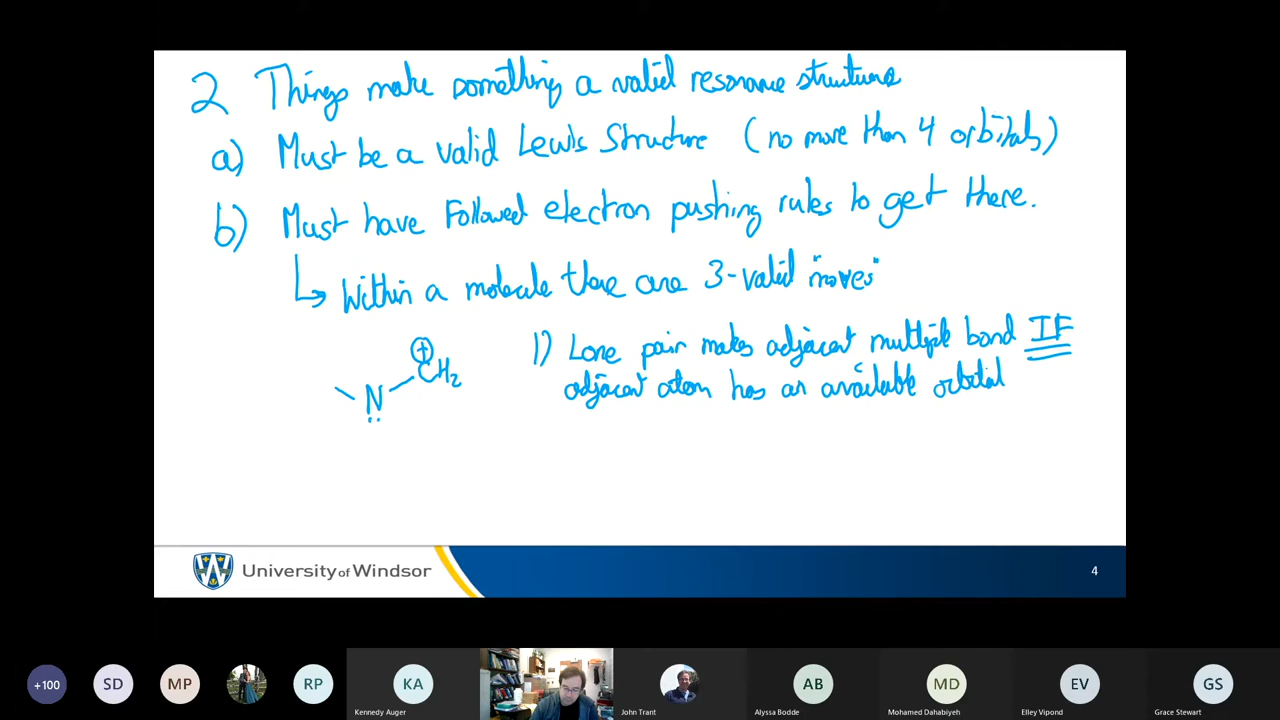 2 Things make something a valid resonance structures
a) Must be a valid Lewis Structure (no more than 4 orbitals)
b) Must have Followed electron pushing rules to get there.
↳ Within a molecule there are 3-valid "moves"
1) Lone pair makes adjacent multiple bond IF
adjacent atom has an available orbital
⊕
CH2
N
University of Windsor
4
+100
SD
MP
RP
KA
AB
MD
EV
GS
Kennedy Auger
John Trant
Alyssa Bodde
Mohamed Dahabiyeh
Elley Vipond
Grace Stewart